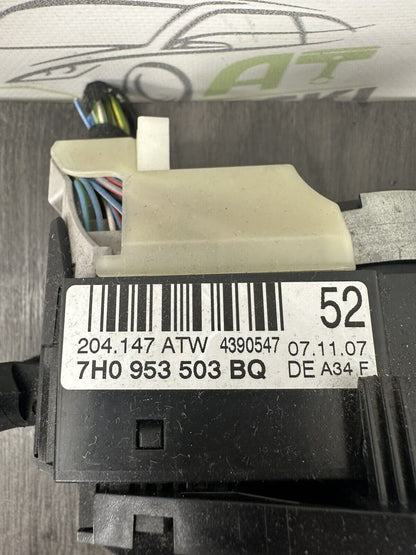 AT
52
204.147 ATW 4390547 07.11.07
7H0 953 503 BQ DE A34 F